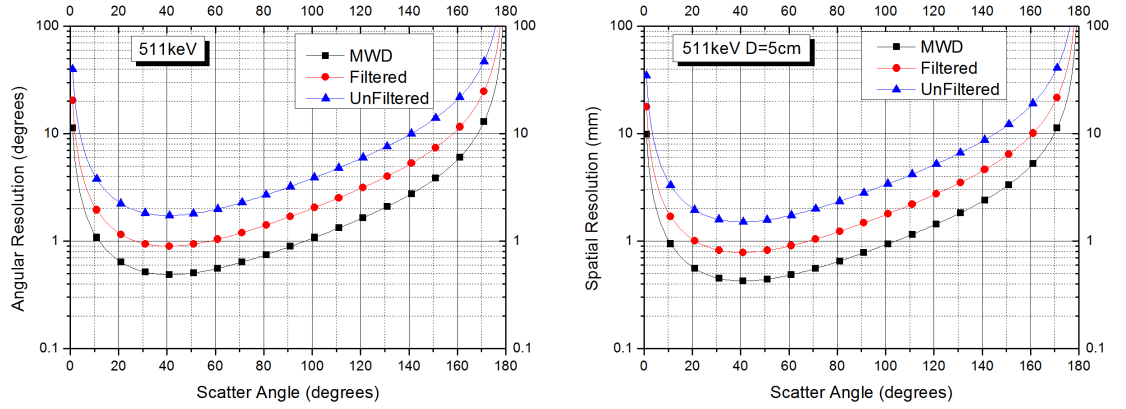 0 20 40 60 80 100 120 140 160 180
100
10
1
0.1
100
10
1
0.1
511keV
MWD
Filtered
UnFiltered
Angular Resolution (degrees)
0 20 40 60 80 100 120 140 160 180
Scatter Angle (degrees)
0 20 40 60 80 100 120 140 160 180
100
10
1
0.1
100
10
1
0.1
511keV D=5cm
MWD
Filtered
UnFiltered
Spatial Resolution (mm)
0 20 40 60 80 100 120 140 160 180
Scatter Angle (degrees)